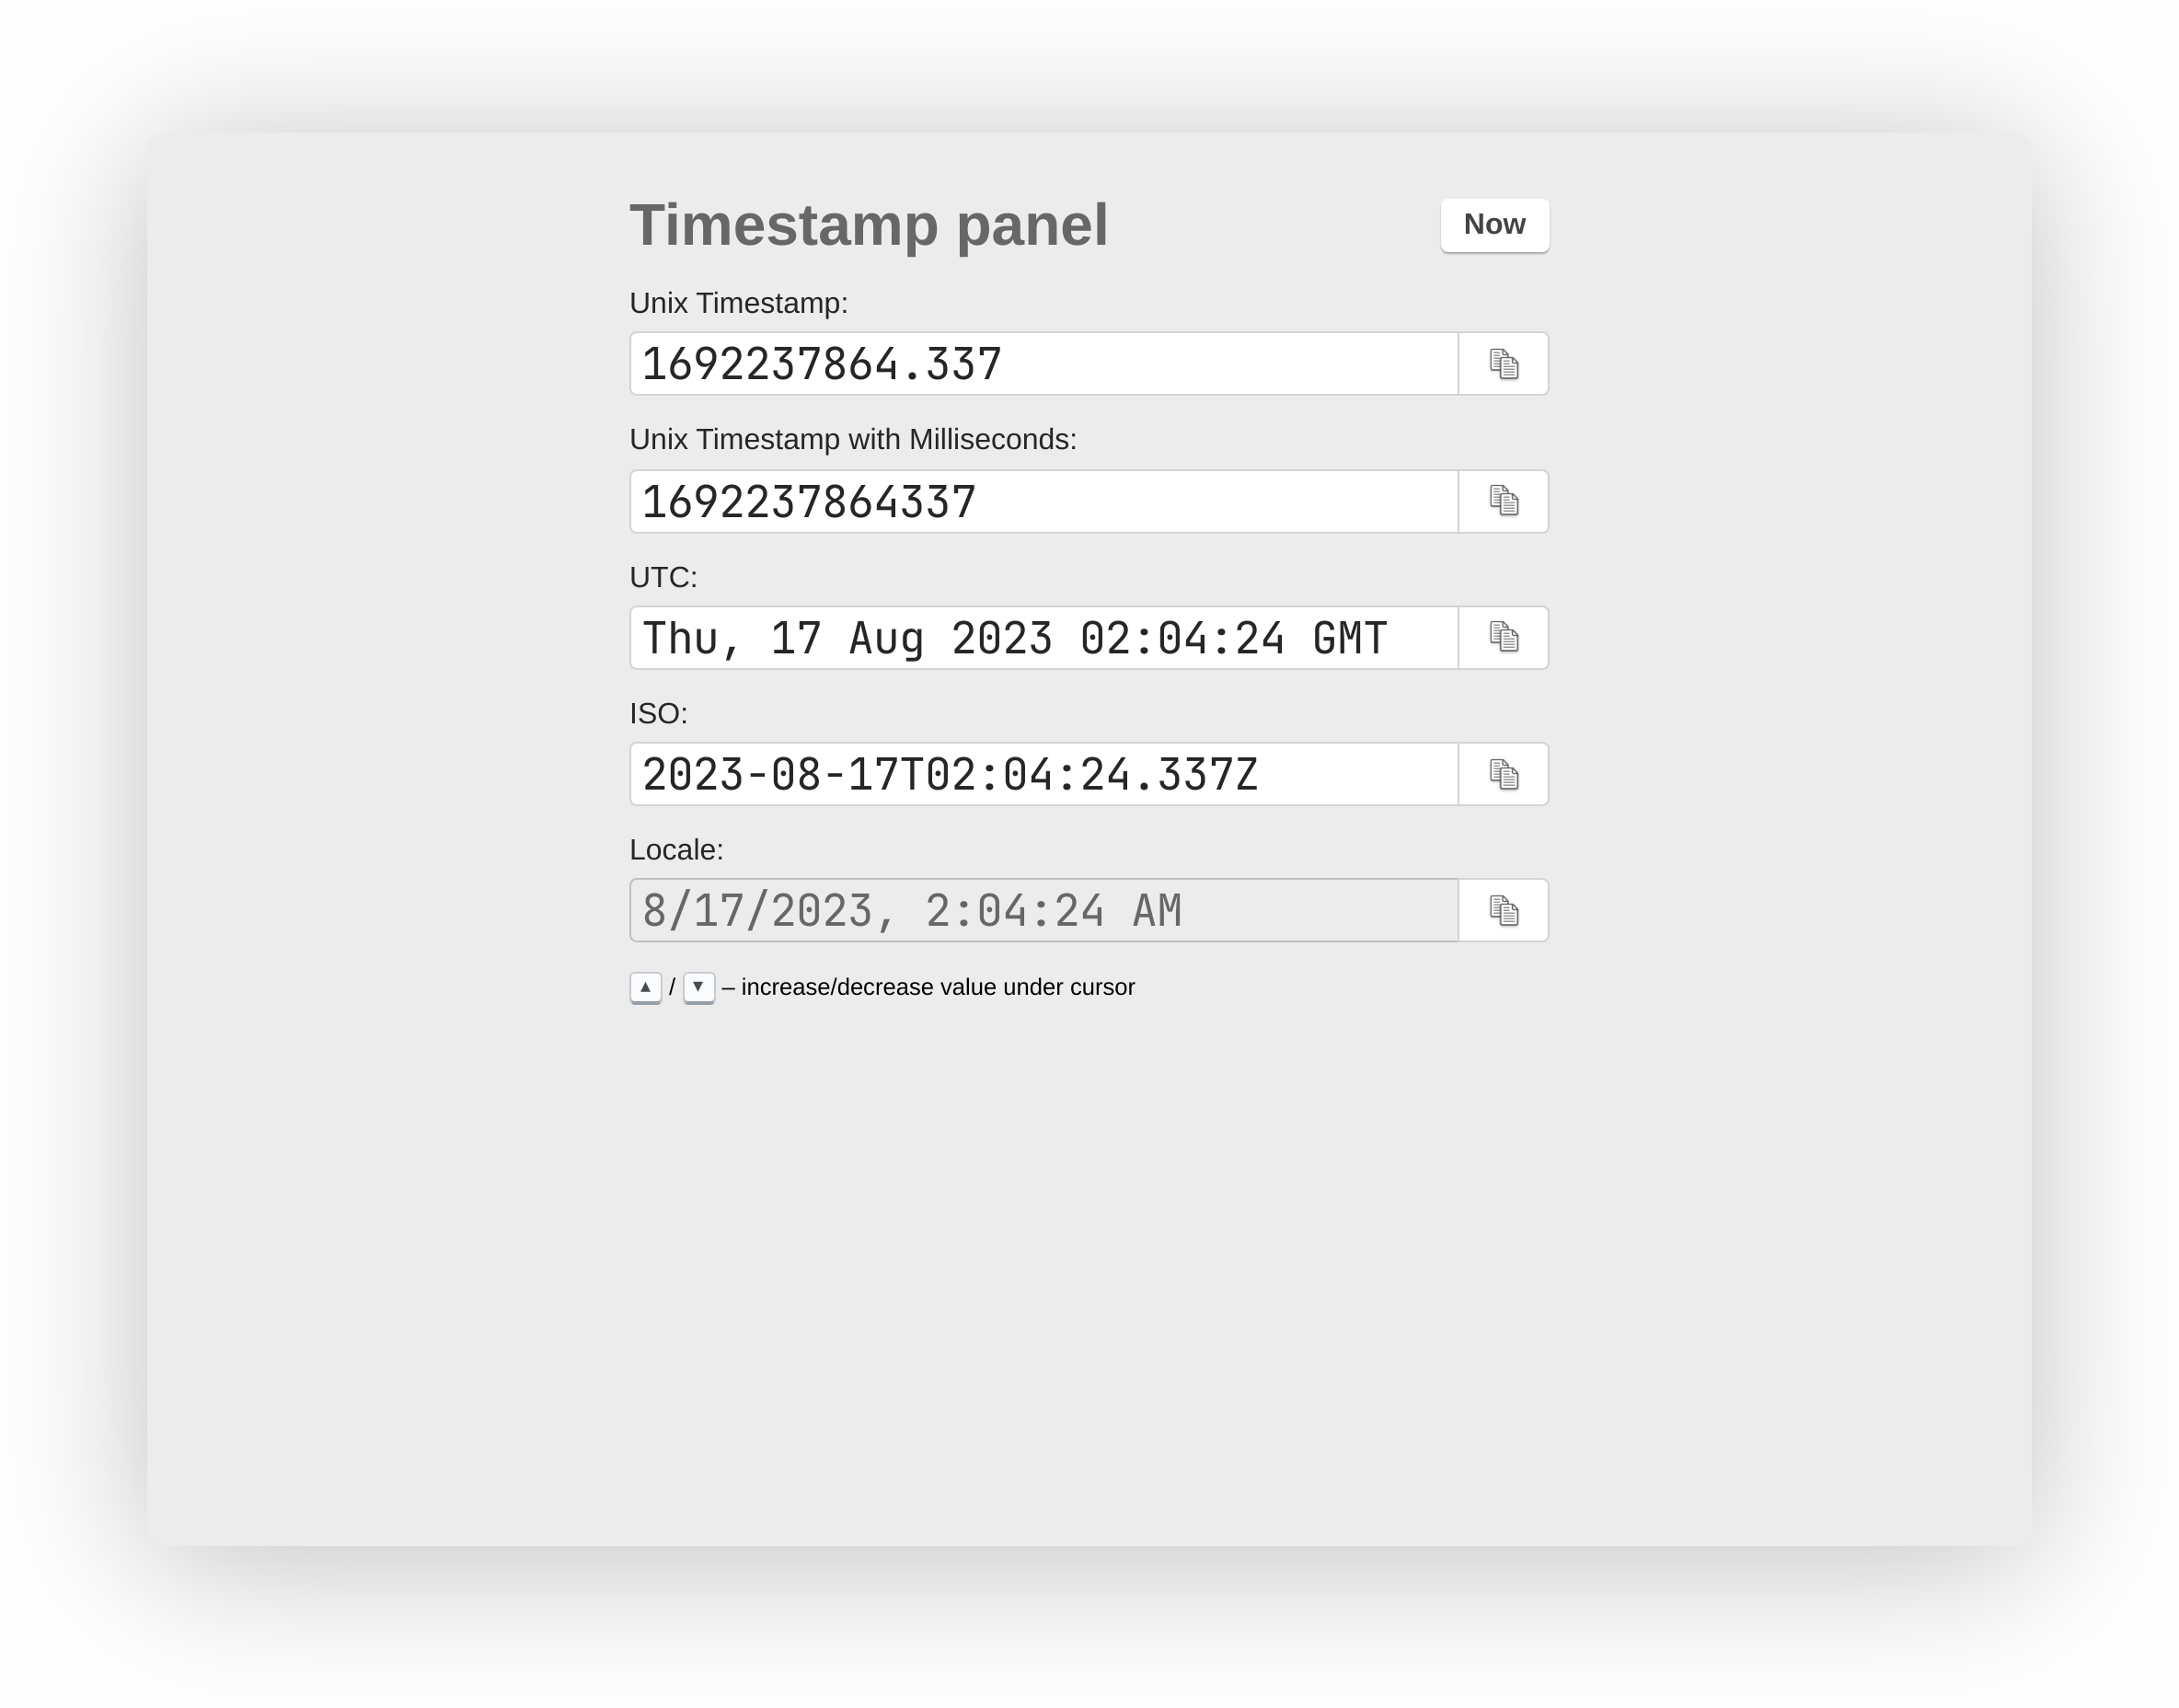 Timestamp panel
Now
Unix Timestamp:
1692237864.337
Unix Timestamp with Milliseconds:
1692237864337
UTC:
Thu, 17 Aug 2023 02:04:24 GMT
ISO:
2023-08-17T02:04:24.337Z
Locale:
8/17/2023, 2:04:24 AM
▲ / ▼ – increase/decrease value under cursor